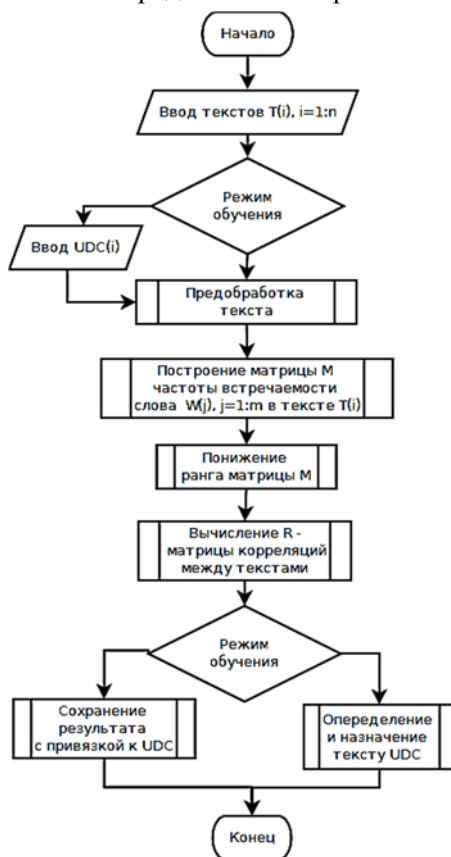 Начало
Ввод текстов T(i), i=1:n
Режим
обучения
Ввод UDC(i)
Предобработка
текста
Построение матрицы M
частоты встречаемости
слова W(j), j=1:m в тексте T(i)
Понижение
ранга матрицы M
Вычисление R -
матрицы корреляций
между текстами
Режим
обучения
Сохранение
результата
с привязкой к UDC
Опеределение
и назначение
тексту UDC
Конец